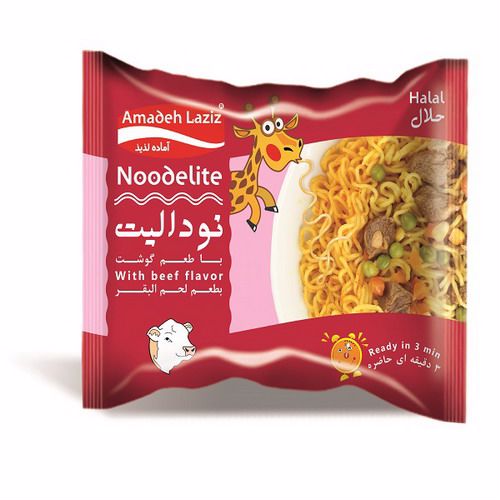 Amadeh Laziz®
آماده لذیذ
Noodelite
نودالیت
با طعم گوشت
With beef flavor
بطعم لحم البقر
Halal
حلال
Ready in 3 min
۳ دقیقه ای حاضره